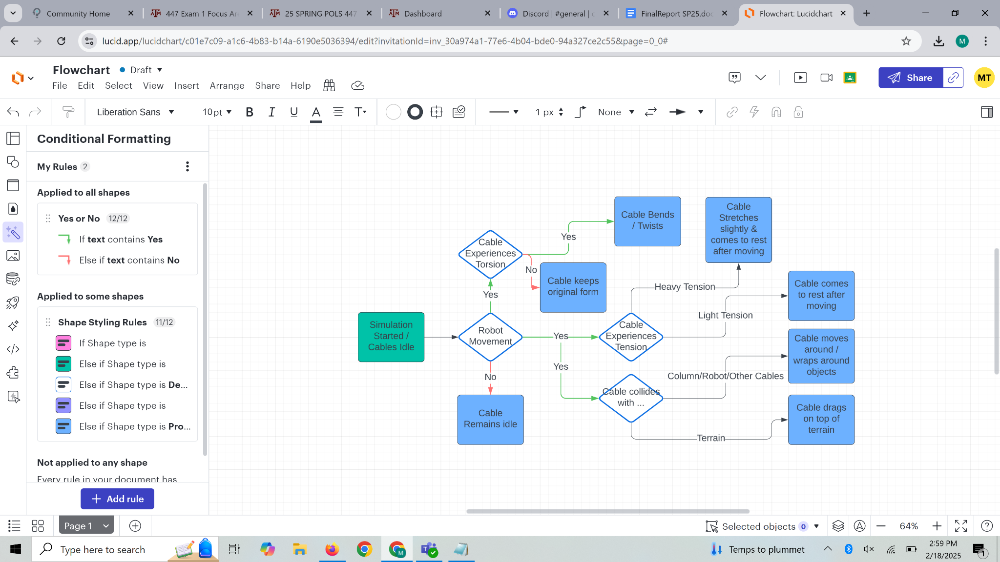 Community Home
447 Exam 1 Focus Ar
25 SPRING POLS 447
Dashboard
Discord | #general | c
FinalReport SP25.doc
Flowchart: Lucidchart
lucid.app/lucidchart/c01e7c09-a1c6-4b83-b14a-6190e5036394/edit?invitationId=inv_30a974a1-77e6-4b04-bde0-94a327ce2c55&page=0_0#
M
Flowchart
Draft
File Edit Select View Insert Arrange Share Help
Share
MT
Liberation Sans
10pt
B I U A T
1 px
None
Conditional Formatting
My Rules 2
Applied to all shapes
Yes or No 12/12
If text contains Yes
Else if text contains No
Applied to some shapes
Shape Styling Rules 11/12
If Shape type is
Else if Shape type is
Else if Shape type is De...
Else if Shape type is
Else if Shape type is Pro...
Not applied to any shape
Every rule in your document has
+ Add rule
Cable Bends
/ Twists
Cable
Stretches
slightly &
comes to rest
after moving
Yes
Cable
Experiences
Torsion
No
Cable keeps
original form
Heavy Tension
Cable comes
to rest after
moving
Yes
Light Tension
Simulation
Started /
Cables Idle
Robot
Movement
Yes
Cable
Experiences
Tension
Cable moves
around /
wraps around
objects
Yes
No
Column/Robot/Other Cables
Cable collides
with ...
Cable
Remains idle
Cable drags
on top of
terrain
Terrain
Page 1
Selected objects 0
64%
Type here to search
M
Temps to plummet
2:59 PM
2/18/2025
1